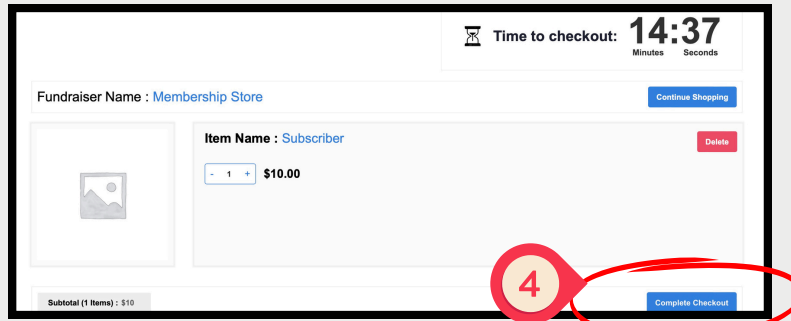 Time to checkout: 14:37
Minutes Seconds
Fundraiser Name : Membership Store
Continue Shopping
Item Name : Subscriber
Delete
- 1 + $10.00
4
Subtotal (1 Items) : $10
Complete Checkout